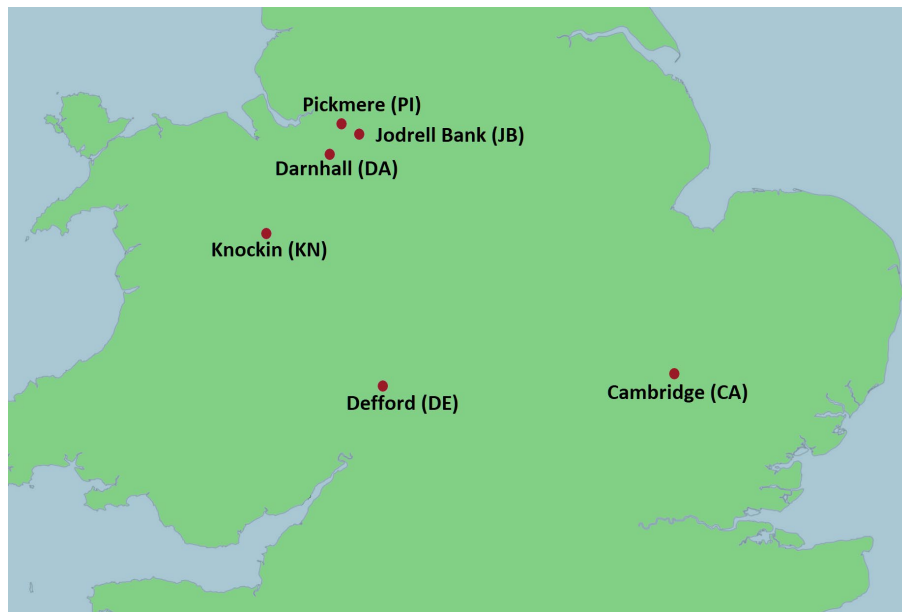 Pickmere (PI)
Jodrell Bank (JB)
Darnhall (DA)
Knockin (KN)
Defford (DE)
Cambridge (CA)